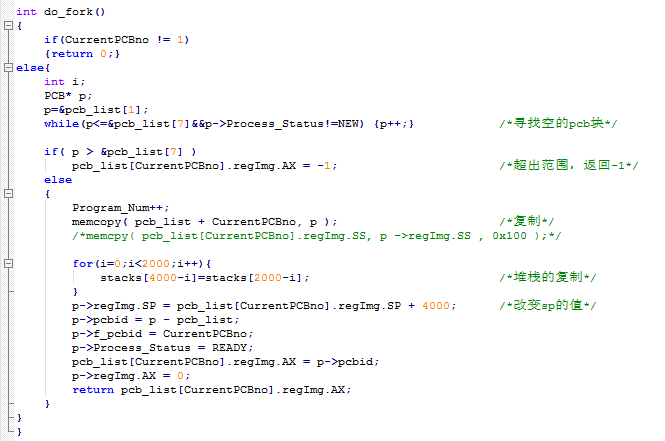 int do_fork()
{
    if(CurrentPCBno != 1)
    {return 0;}
else{
    int i;
    PCB* p;
    p=&pcb_list[1];
    while(p<=&pcb_list[7]&&p->Process_Status!=NEW) {p++;}            /*寻找空的pcb块*/
    if( p > &pcb_list[7] )
        pcb_list[CurrentPCBno].regImg.AX = -1;                       /*超出范围，返回-1*/
    else
    {
        Program_Num++;
        memcopy( pcb_list + CurrentPCBno, p );                       /*复制*/
        /*memcpy( pcb_list[CurrentPCBno].regImg.SS, p ->regImg.SS , 0x100 );*/
        for(i=0;i<2000;i++){
            stacks[4000-i]=stacks[2000-i];                           /*堆栈的复制*/
        }
        p->regImg.SP = pcb_list[CurrentPCBno].regImg.SP + 4000;      /*改变sp的值*/
        p->pcbid = p - pcb_list;
        p->f_pcbid = CurrentPCBno;
        p->Process_Status = READY;
        pcb_list[CurrentPCBno].regImg.AX = p->pcbid;
        p->regImg.AX = 0;
        return pcb_list[CurrentPCBno].regImg.AX;
    }
}
}